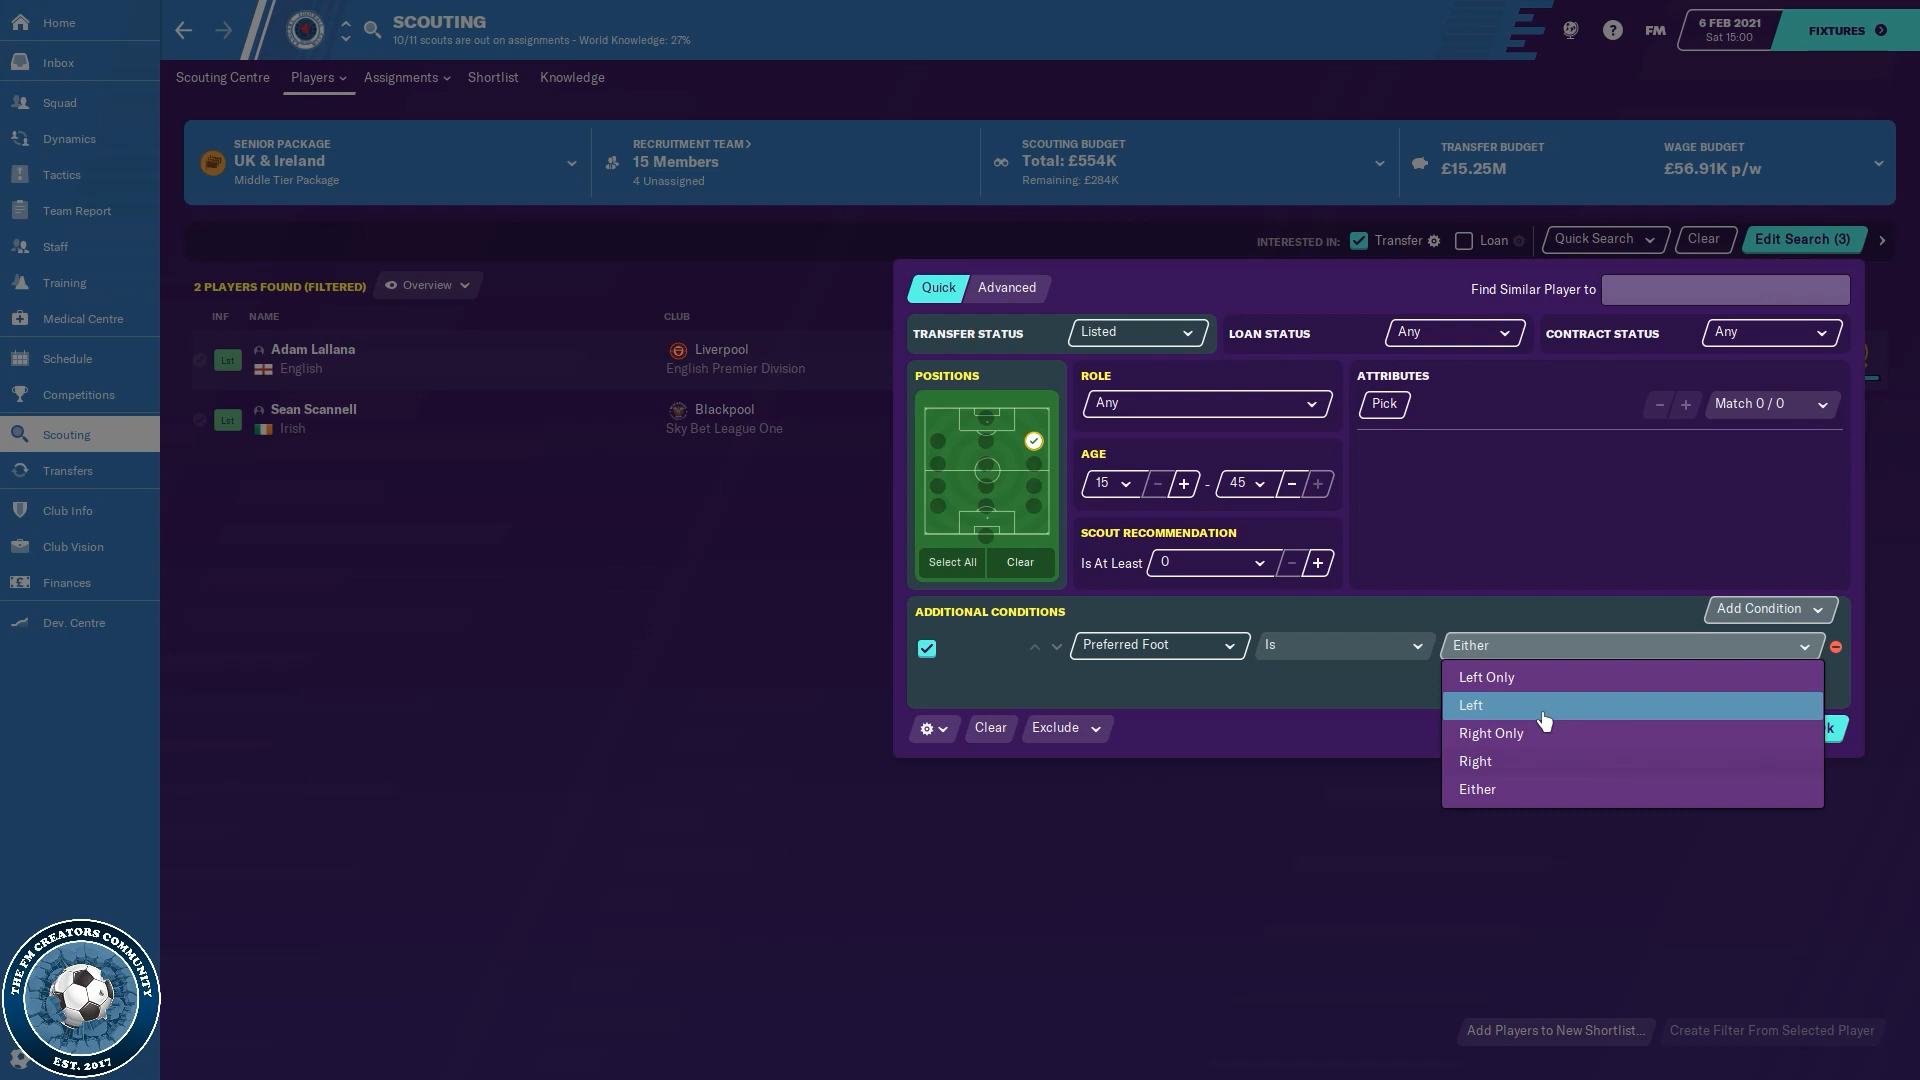 Home
Inbox
Squad
Dynamics
Tactics
Team Report
Staff
Training
Medical Centre
Schedule
Competitions
Scouting
Transfers
Club Info
Club Vision
Finances
Dev. Centre
THE FM CREATORS COMMUNITY
EST. 2017
SCOUTING
10/11 scouts are out on assignments - World Knowledge: 27%
FM
6 FEB 2021
Sat 15:00
FIXTURES
Scouting Centre
Players
Assignments
Shortlist
Knowledge
SENIOR PACKAGE
UK & Ireland
Middle Tier Package
RECRUITMENT TEAM
15 Members
4 Unassigned
SCOUTING BUDGET
Total: £554K
Remaining: £284K
TRANSFER BUDGET
£15.25M
WAGE BUDGET
£56.91K p/w
INTERESTED IN:
Transfer
Loan
Quick Search
Clear
Edit Search (3)
2 PLAYERS FOUND (FILTERED)
Overview
INF NAME CLUB
Lst Adam Lallana Liverpool
English English Premier Division
Lst Sean Scannell Blackpool
Irish Sky Bet League One
Quick
Advanced
Find Similar Player to
TRANSFER STATUS
Listed
LOAN STATUS
Any
CONTRACT STATUS
Any
POSITIONS
Select All
Clear
ROLE
Any
AGE
15 - 45
SCOUT RECOMMENDATION
Is At Least 0
ATTRIBUTES
Pick
Match 0 / 0
ADDITIONAL CONDITIONS
Add Condition
Preferred Foot
Is
Either
Left Only
Left
Right Only
Right
Either
Clear
Exclude
k
Add Players to New Shortlist...
Create Filter From Selected Player